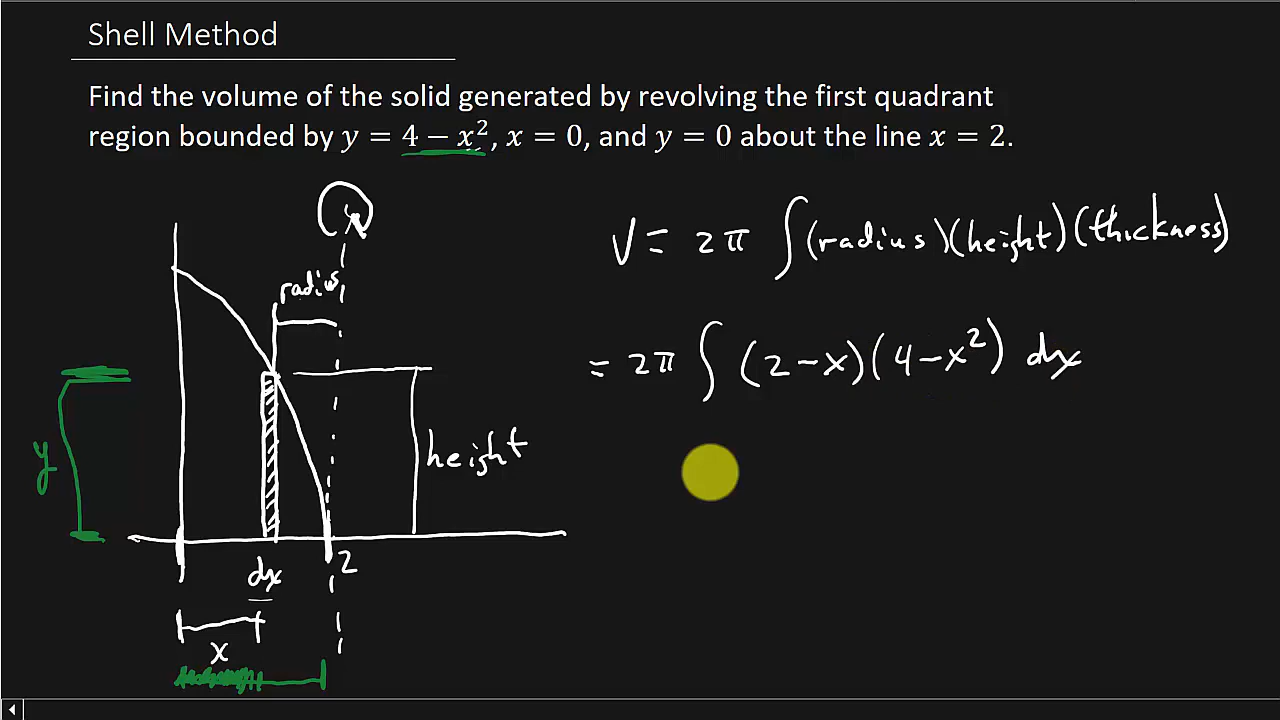 Shell Method
Find the volume of the solid generated by revolving the first quadrant
region bounded by y = 4 − x², x = 0, and y = 0 about the line x = 2.
V = 2π ∫(radius)(height)(thickness)
radius
= 2π ∫ (2−x)(4−x²) dx
y
height
dx
2
x